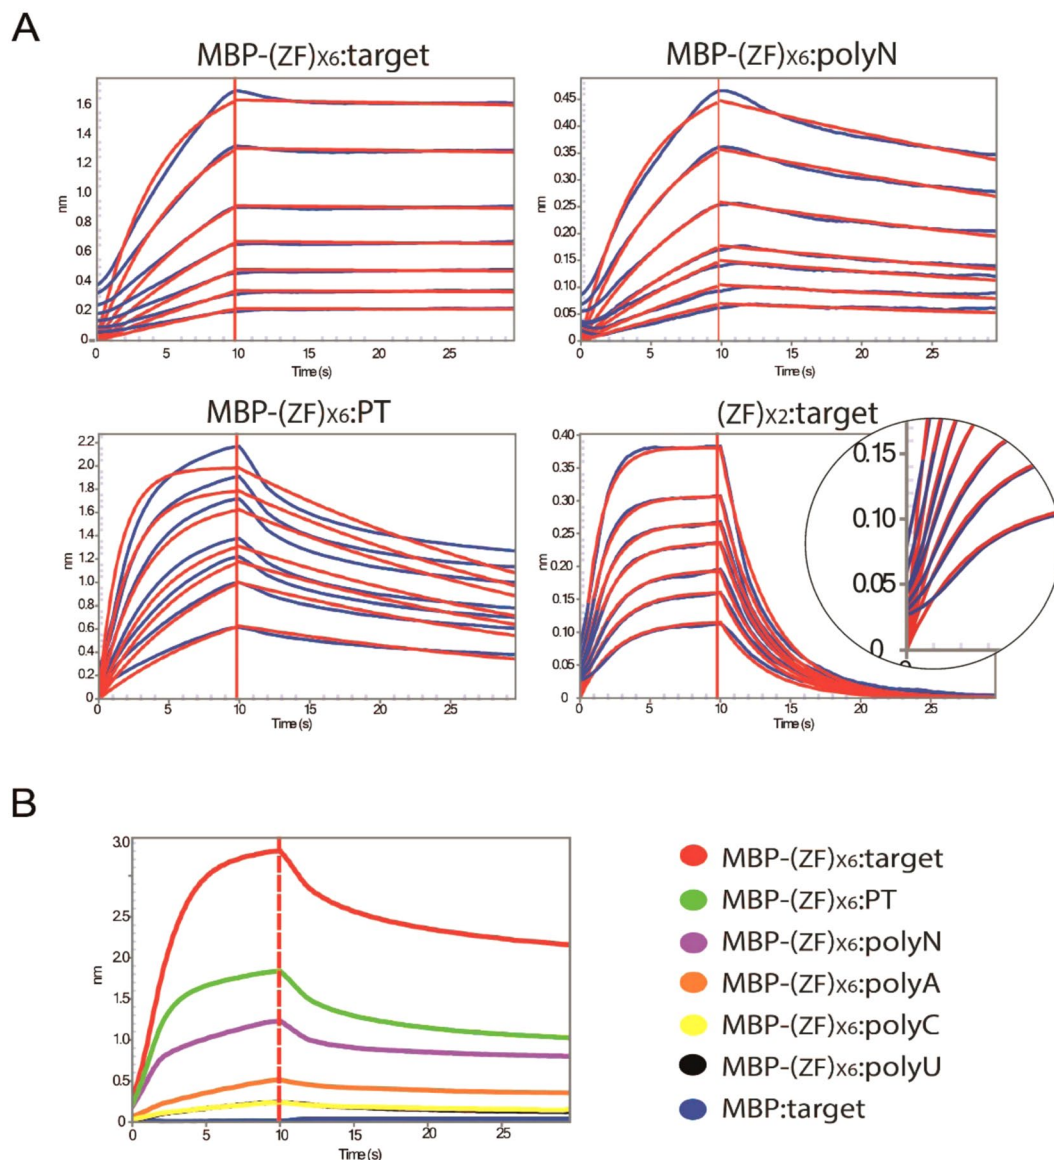 A
MBP-(ZF)x6:target
1.6
1.4
1.2
1.0
0.8
0.6
0.4
0.2
0
nm
0 5 10 15 20 25
Time (s)
MBP-(ZF)x6:polyN
0.45
0.40
0.35
0.30
0.25
0.20
0.15
0.10
0.05
0
0 5 10 15 20 25
Time (s)
MBP-(ZF)x6:PT
2.2
2.0
1.8
1.6
1.4
1.2
1.0
0.8
0.6
0.4
0.2
0
nm
0 5 10 15 20 25
Time (s)
(ZF)x2:target
0.40
0.35
0.30
0.25
0.20
0.15
0.10
0.05
0
0 5 10 15 20 25
Time (s)
0.15
0.10
0.05
0
B
3.0
2.5
2.0
1.5
1.0
0.5
0
nm
0 5 10 15 20 25
Time (s)
MBP-(ZF)x6:target
MBP-(ZF)x6:PT
MBP-(ZF)x6:polyN
MBP-(ZF)x6:polyA
MBP-(ZF)x6:polyC
MBP-(ZF)x6:polyU
MBP:target